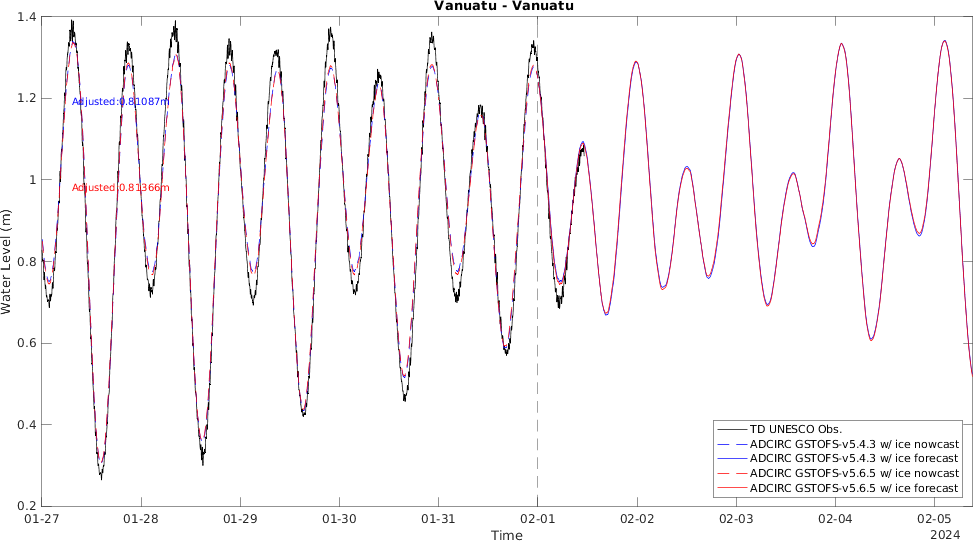 Vanuatu - Vanuatu
1.4
1.2
1
0.8
0.6
0.4
0.2
Water Level (m)
Adjusted:0.81087m
Adjusted:0.81366m
TD UNESCO Obs.
ADCIRC GSTOFS-v5.4.3 w/ ice nowcast
ADCIRC GSTOFS-v5.4.3 w/ ice forecast
ADCIRC GSTOFS-v5.6.5 w/ ice nowcast
ADCIRC GSTOFS-v5.6.5 w/ ice forecast
01-27 01-28 01-29 01-30 01-31 02-01 02-02 02-03 02-04 02-05
Time
2024